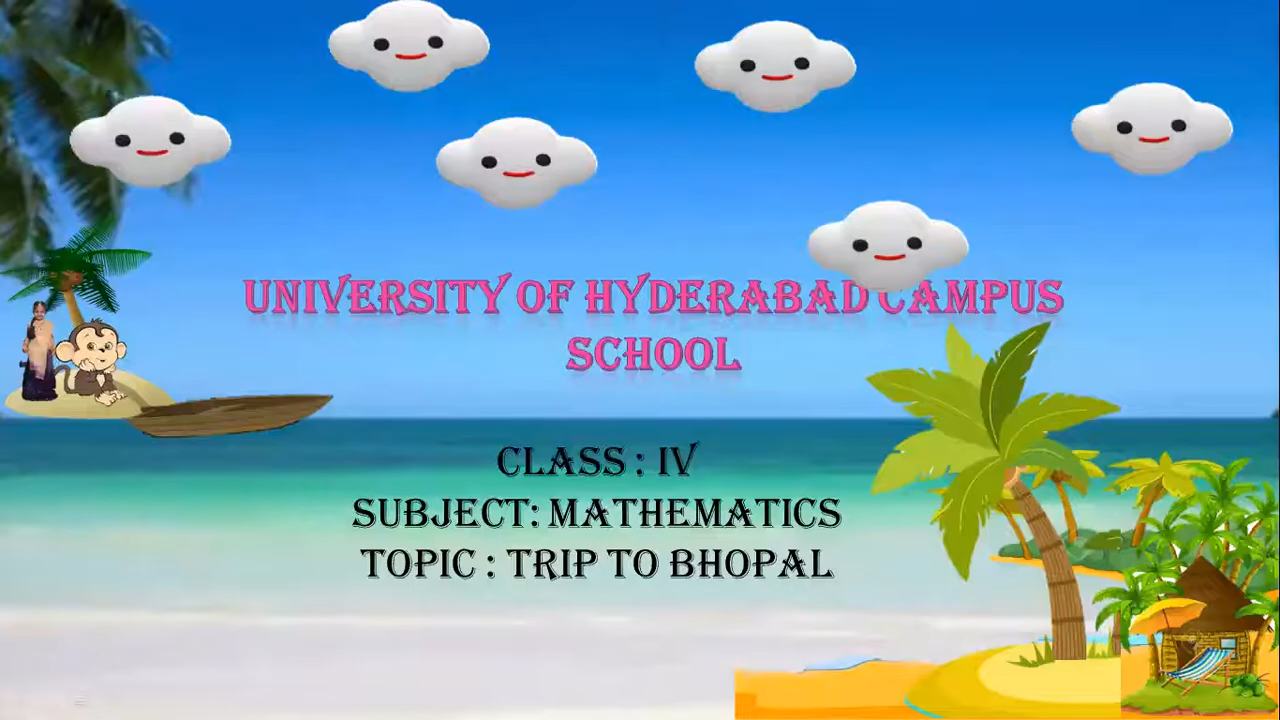 UNIVERSITY OF HYDERABAD CAMPUS
SCHOOL
CLASS : IV
SUBJECT: MATHEMATICS
TOPIC : TRIP TO BHOPAL